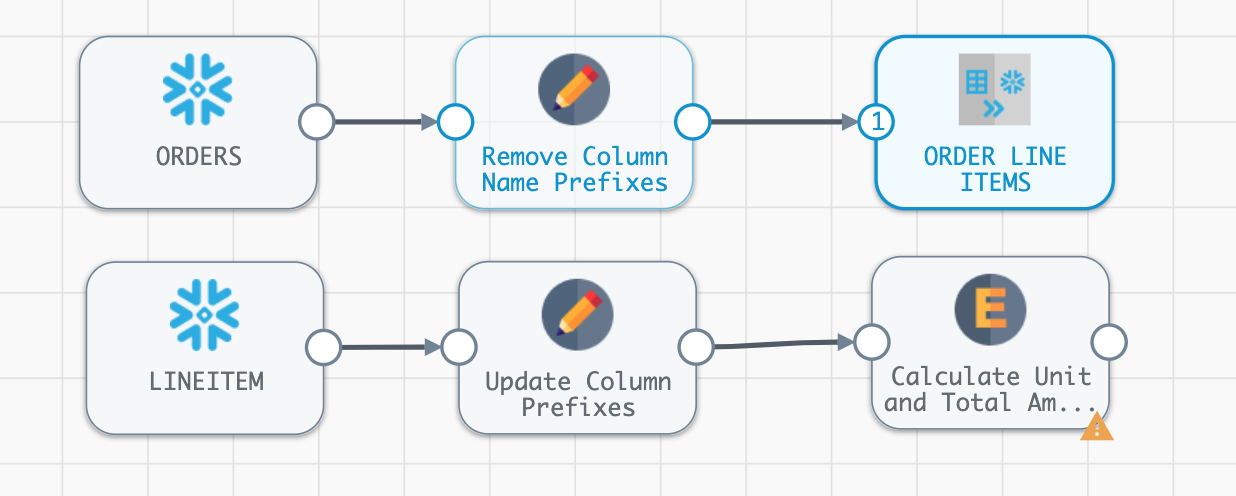 ORDERS
Remove Column
Name Prefixes
1
ORDER LINE
ITEMS
LINEITEM
Update Column
Prefixes
E
Calculate Unit
and Total Am...